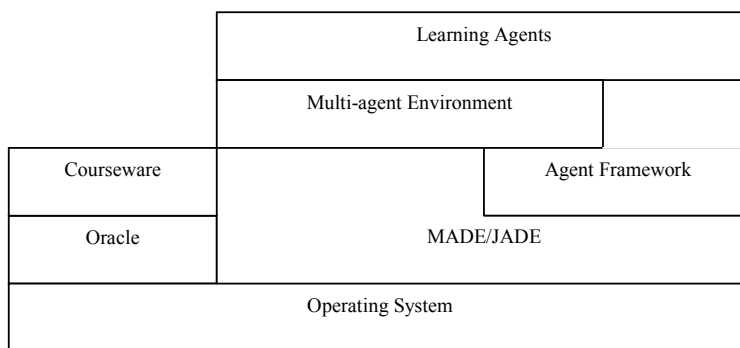 Learning Agents
Multi-agent Environment
Courseware
Agent Framework
Oracle
MADE/JADE
Operating System